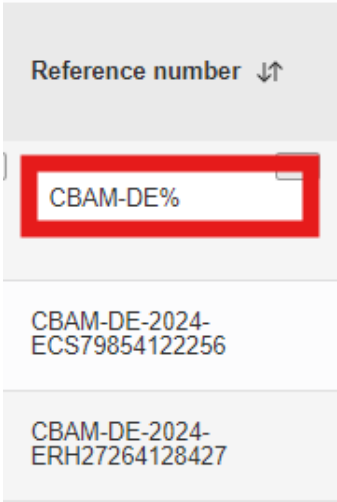 Reference number
CBAM-DE%
CBAM-DE-2024-
ECS79854122256
CBAM-DE-2024-
ERH27264128427